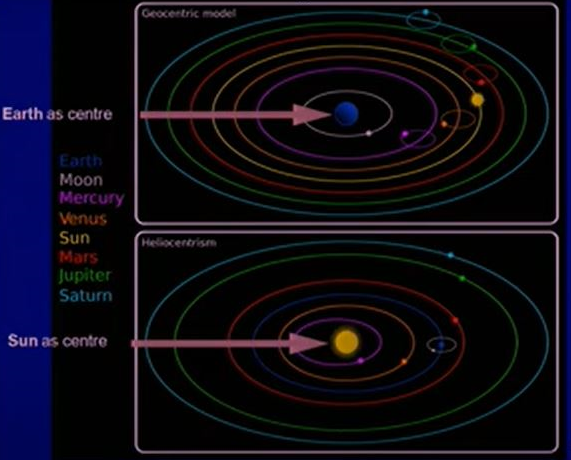 Geocentric model
Earth as centre
Earth
Moon
Mercury
Venus
Sun
Mars
Jupiter
Saturn
Heliocentrism
Sun as centre